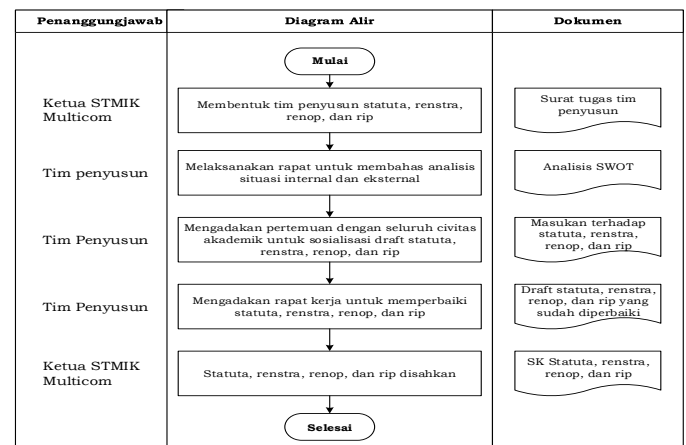 Penanggungjawab Diagram Alir Dokumen
Mulai
Ketua STMIK
Multicom
Membentuk tim penyusun statuta, renstra,
renop, dan rip
Surat tugas tim
penyusun
Tim penyusun
Melaksanakan rapat untuk membahas analisis
situasi internal dan eksternal
Analisis SWOT
Tim Penyusun
Mengadakan pertemuan dengan seluruh civitas
akademik untuk sosialisasi draft statuta,
renstra, renop, dan rip
Masukan terhadap
statuta, renstra,
renop, dan rip
Tim Penyusun
Mengadakan rapat kerja untuk memperbaiki
statuta, renstra, renop, dan rip
Draft statuta, renstra,
renop, dan rip yang
sudah diperbaiki
Ketua STMIK
Multicom
Statuta, renstra, renop, dan rip disahkan
SK Statuta, renstra,
renop, dan rip
Selesai